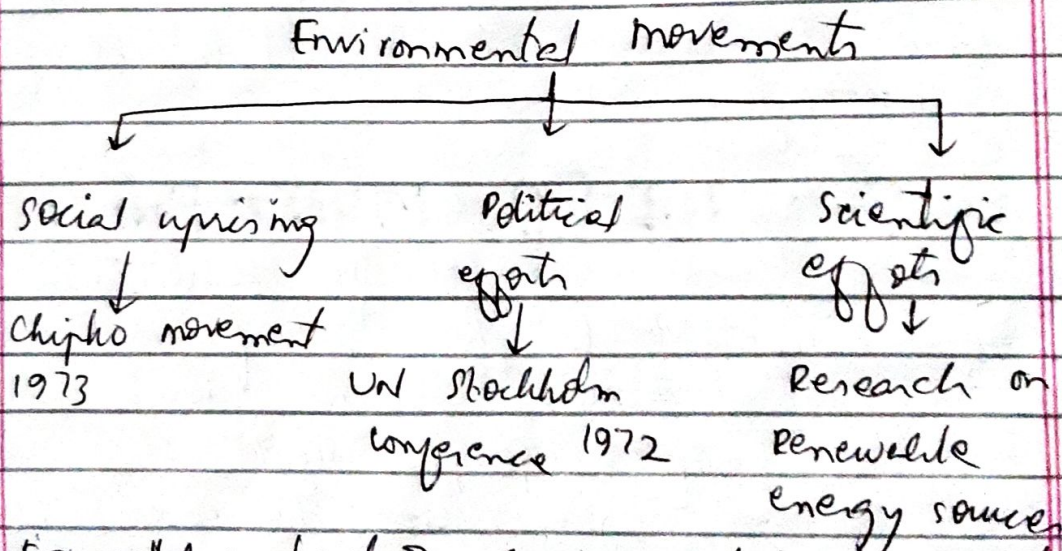 Environmental movements
Social uprising Political Scientific
efforts effots
Chipko movement
1973 UN Stockholm Research on
conference 1972 Renewable
energy sources